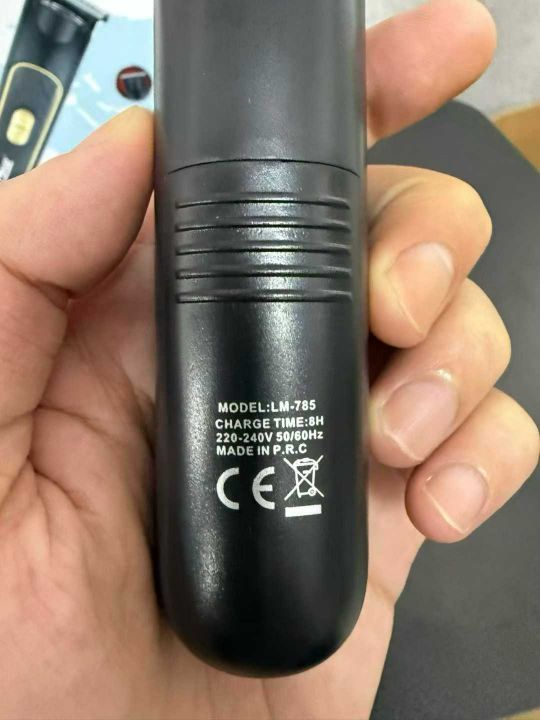 MODEL:LM-785
CHARGE TIME:8H
220-240V 50/60Hz
MADE IN P.R.C
CE